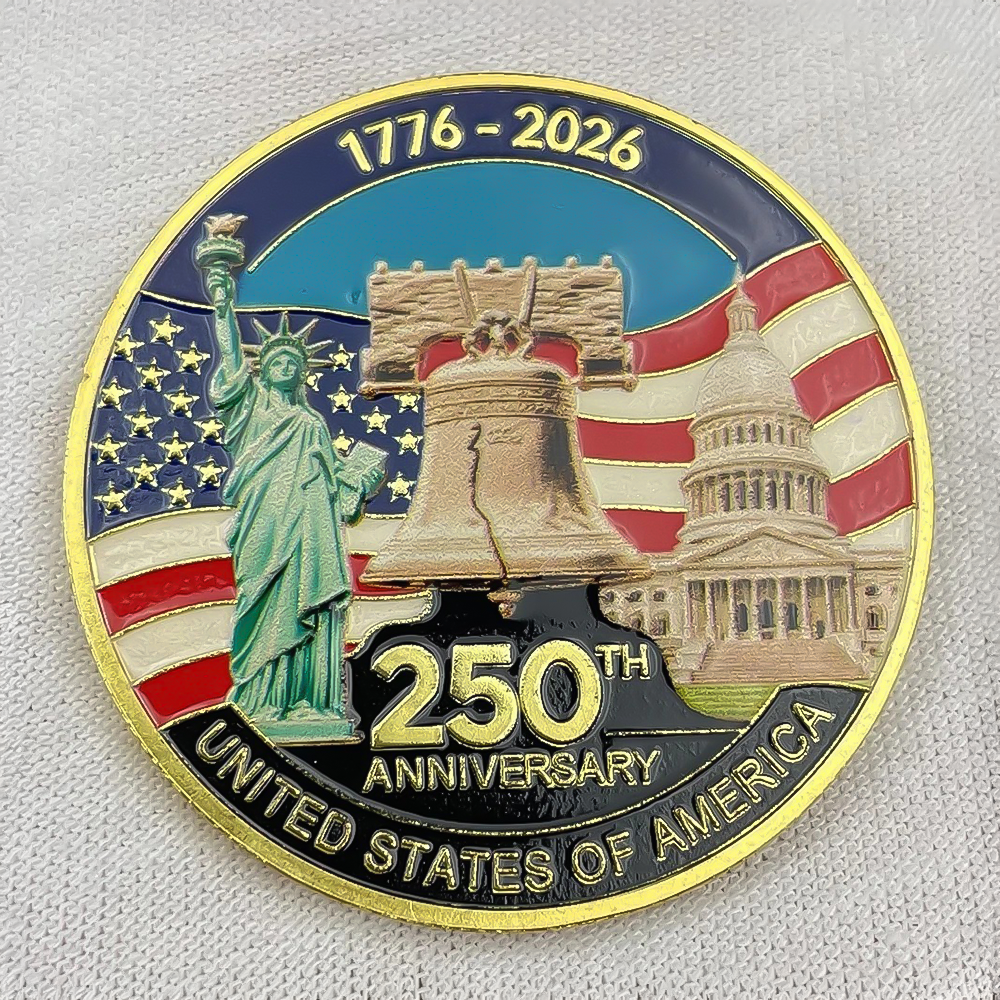 1776 - 2026
250TH
ANNIVERSARY
UNITED STATES OF AMERICA